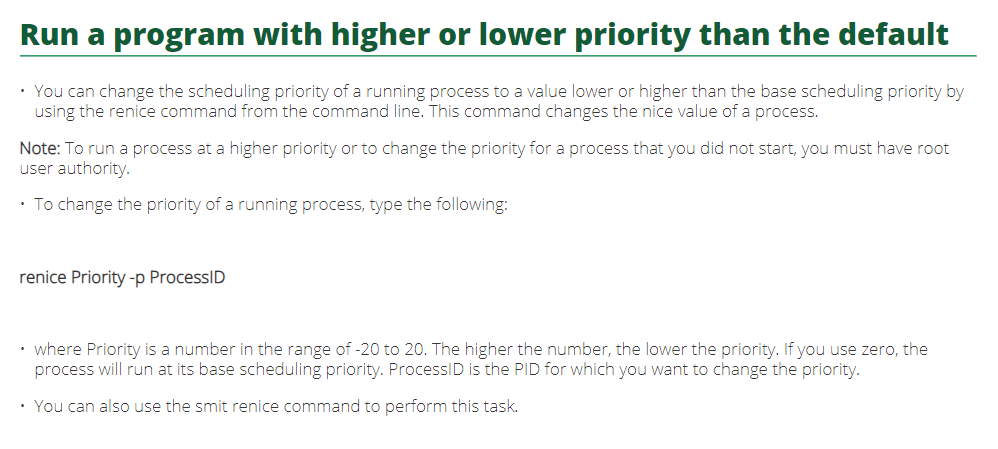 Run a program with higher or lower priority than the default
• You can change the scheduling priority of a running process to a value lower or higher than the base scheduling priority by
using the renice command from the command line. This command changes the nice value of a process.
Note: To run a process at a higher priority or to change the priority for a process that you did not start, you must have root
user authority.
• To change the priority of a running process, type the following:
renice Priority -p ProcessID
• where Priority is a number in the range of -20 to 20. The higher the number, the lower the priority. If you use zero, the
process will run at its base scheduling priority. ProcessID is the PID for which you want to change the priority.
• You can also use the smit renice command to perform this task.